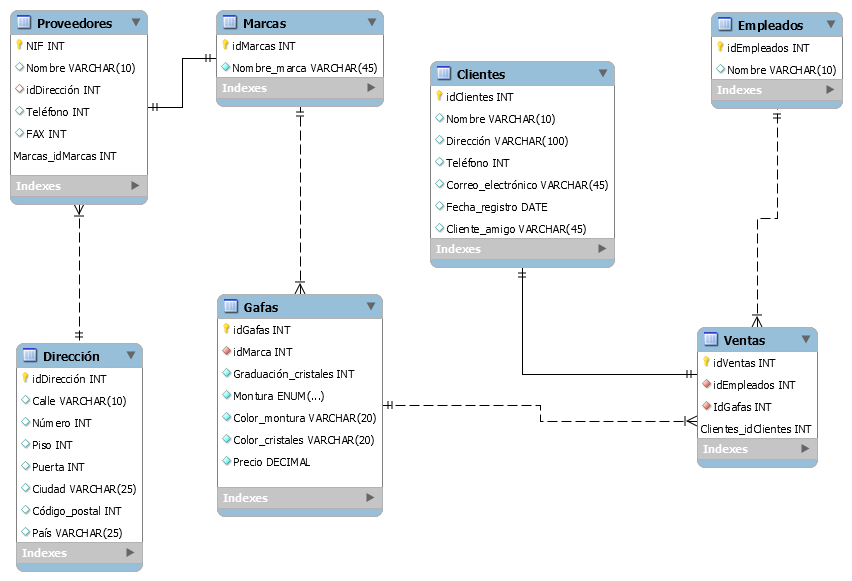 Proveedores
NIF INT
Nombre VARCHAR(10)
idDirección INT
Teléfono INT
FAX INT
Marcas_idMarcas INT
Indexes
Marcas
idMarcas INT
Nombre_marca VARCHAR(45)
Indexes
Clientes
idClientes INT
Nombre VARCHAR(10)
Dirección VARCHAR(100)
Teléfono INT
Correo_electrónico VARCHAR(45)
Fecha_registro DATE
Cliente_amigo VARCHAR(45)
Indexes
Empleados
idEmpleados INT
Nombre VARCHAR(10)
Indexes
Dirección
idDirección INT
Calle VARCHAR(10)
Número INT
Piso INT
Puerta INT
Ciudad VARCHAR(25)
Código_postal INT
País VARCHAR(25)
Indexes
Gafas
idGafas INT
idMarca INT
Graduación_cristales INT
Montura ENUM(...)
Color_montura VARCHAR(20)
Color_cristales VARCHAR(20)
Precio DECIMAL
Indexes
Ventas
idVentas INT
idEmpleados INT
IdGafas INT
Clientes_idClientes INT
Indexes